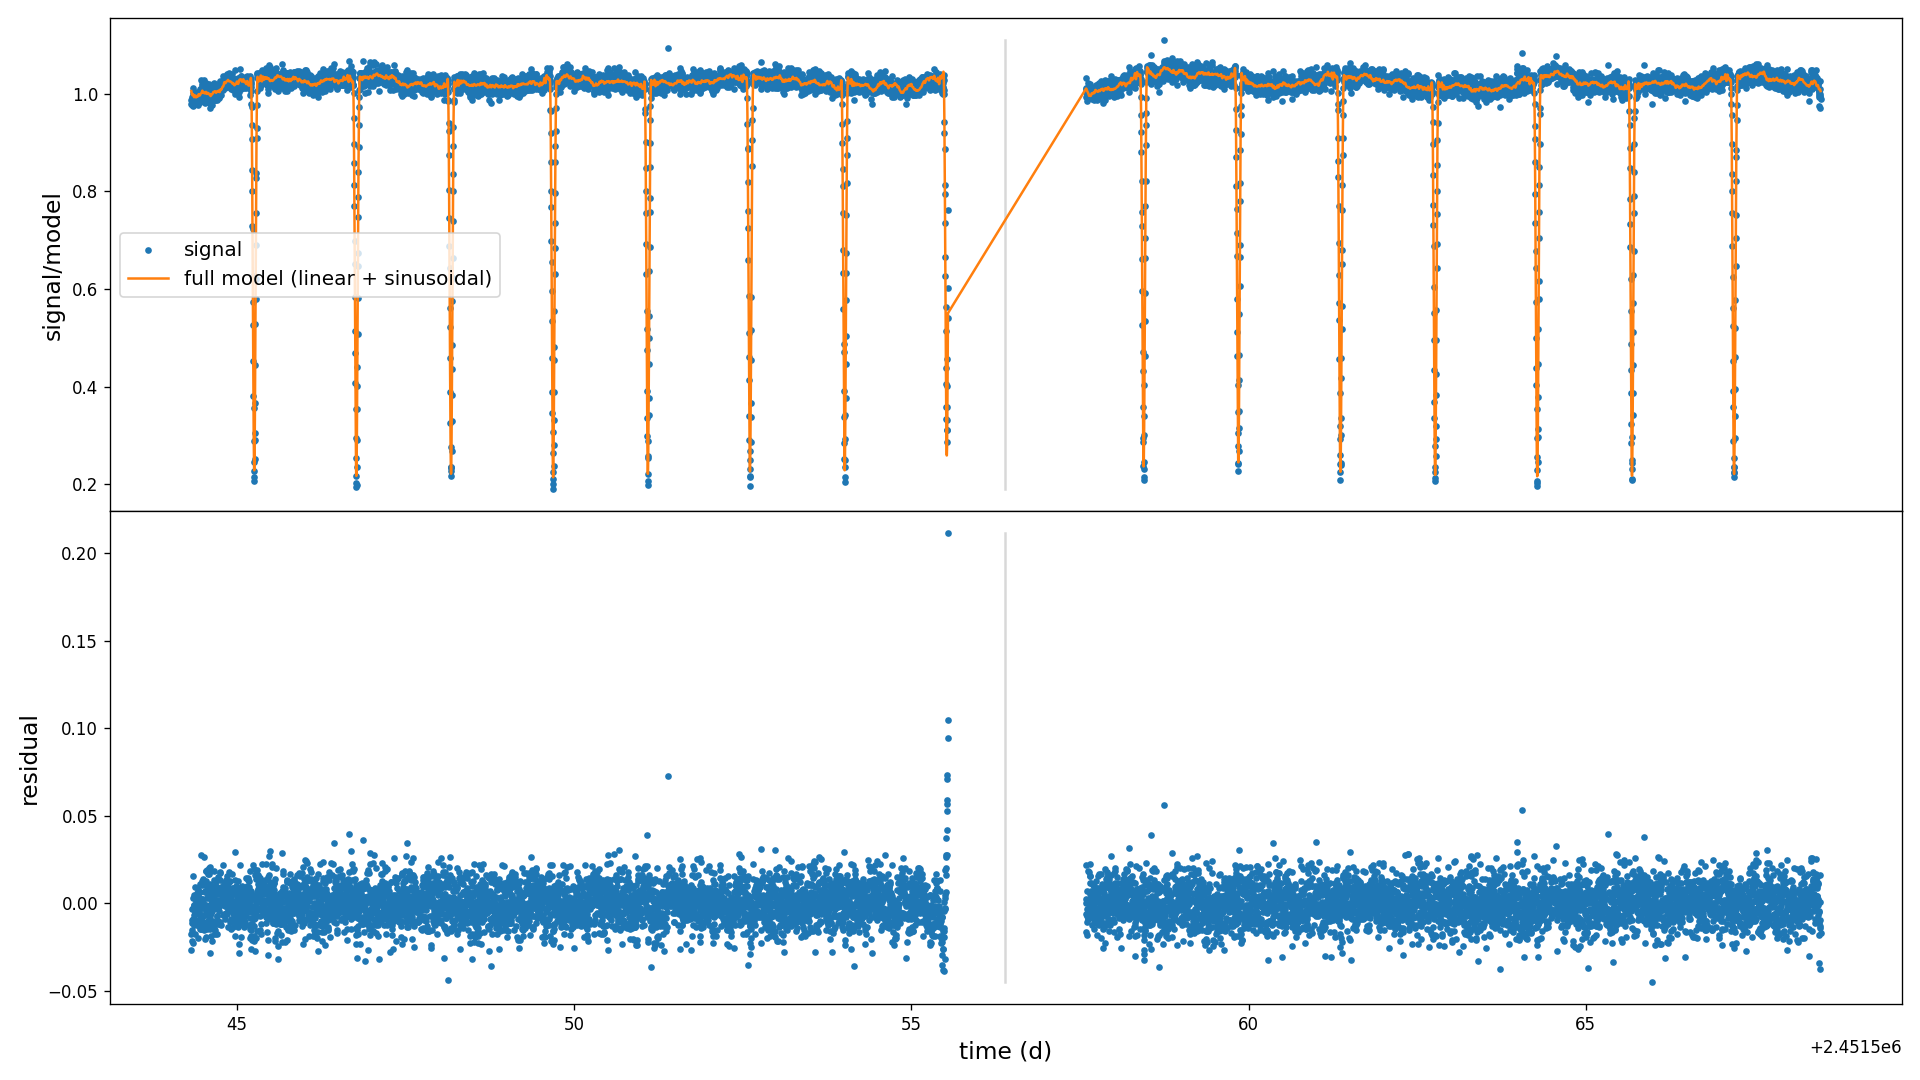 signal/model
1.0
0.8
0.6
0.4
0.2
signal
full model (linear + sinusoidal)
residual
0.20
0.15
0.10
0.05
0.00
−0.05
45 50 55 60 65
time (d)
+2.4515e6